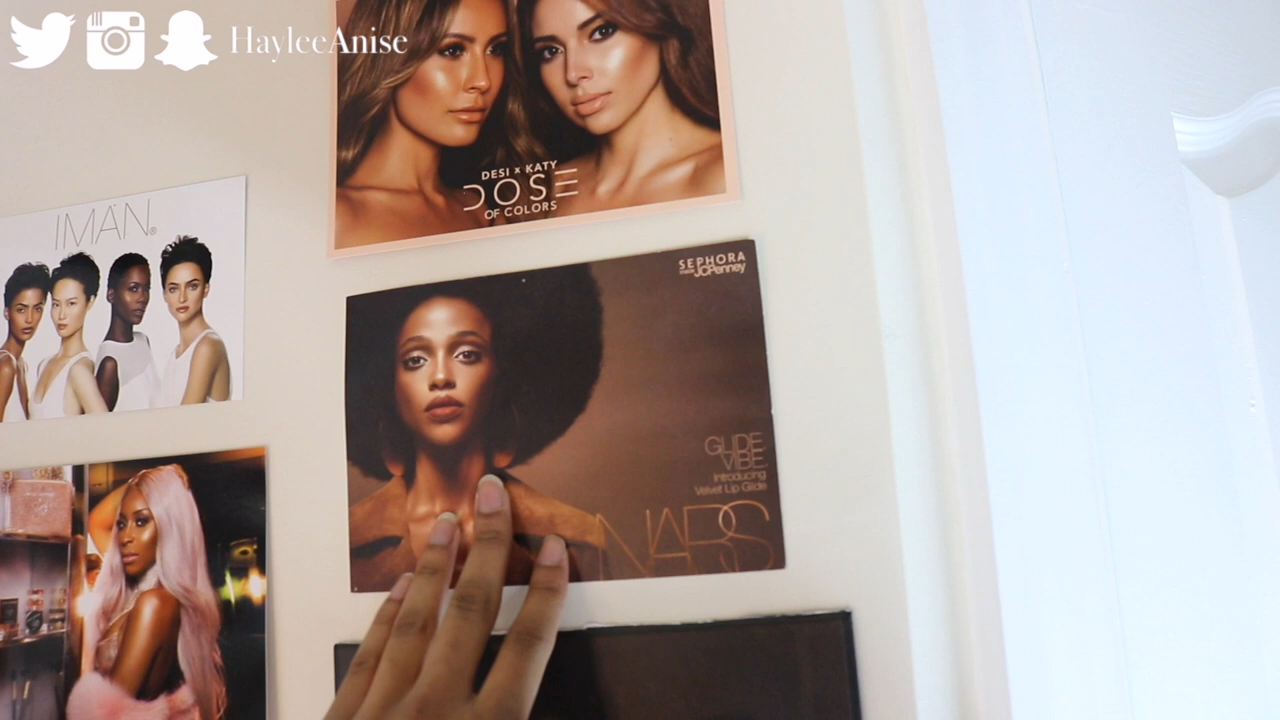 HayleeAnise
DESI x KATY
DOSE
OF COLORS
IMAN®
SEPHORA
INSIDE JCPenney
GLIDE.
VIBE.
Introducing
Velvet Lip Glide
NARS